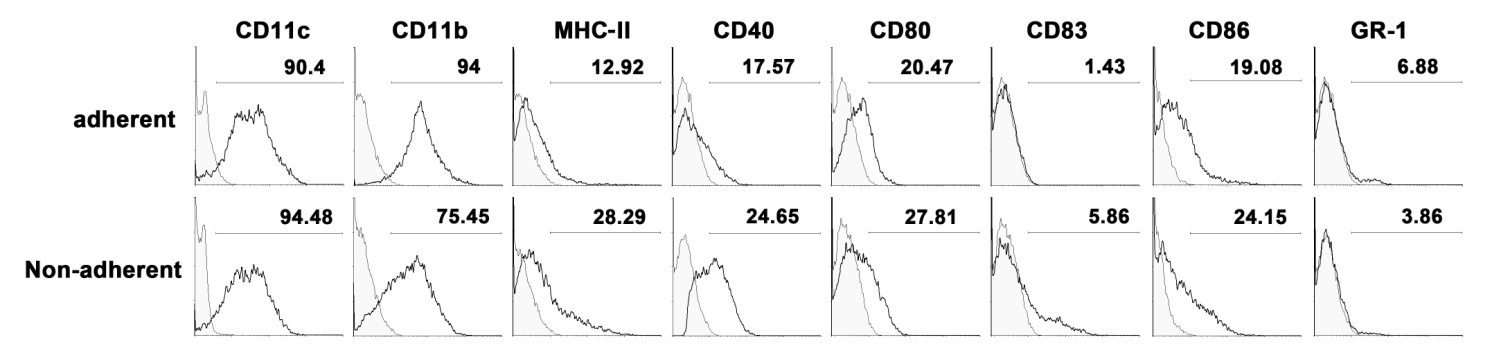 CD11c CD11b MHC-II CD40 CD80 CD83 CD86 GR-1
90.4 94 12.92 17.57 20.47 1.43 19.08 6.88
adherent
94.48 75.45 28.29 24.65 27.81 5.86 24.15 3.86
Non-adherent